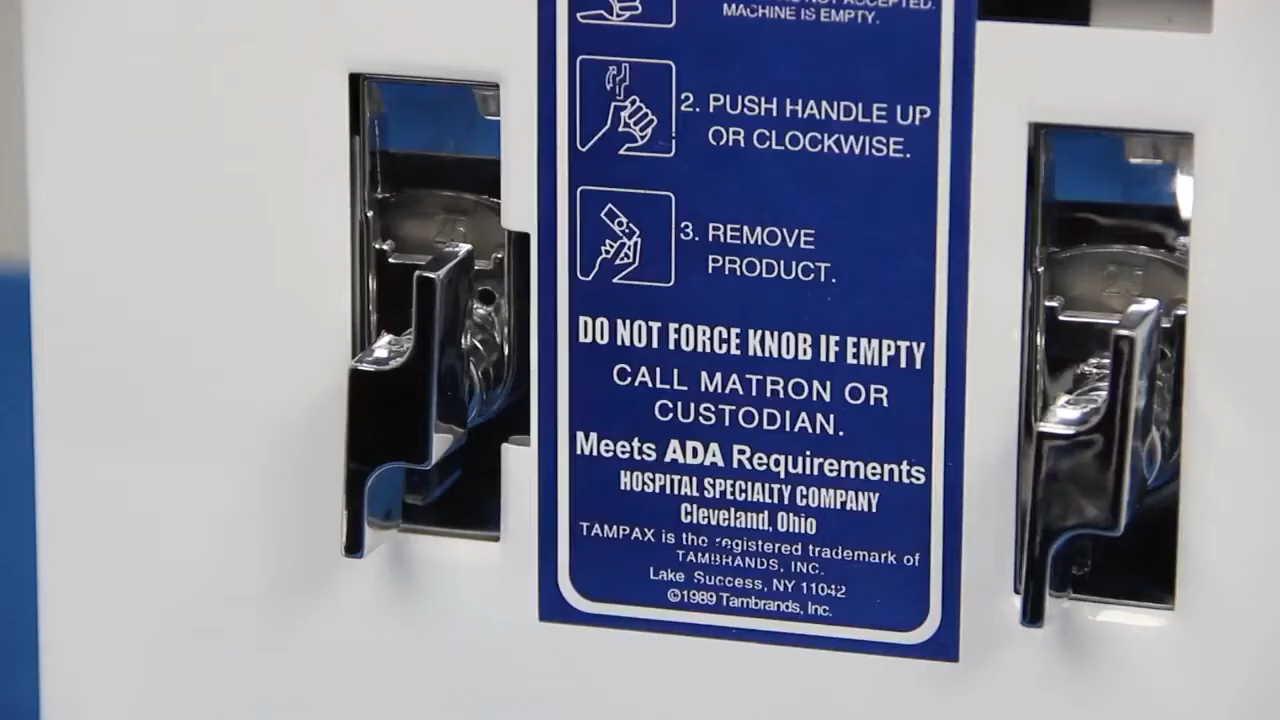 NOT ACCEPTED.
MACHINE IS EMPTY.
2. PUSH HANDLE UP
OR CLOCKWISE.
3. REMOVE
PRODUCT.
DO NOT FORCE KNOB IF EMPTY
CALL MATRON OR
CUSTODIAN.
Meets ADA Requirements
HOSPITAL SPECIALTY COMPANY
Cleveland, Ohio
TAMPAX is the registered trademark of
TAMBRANDS, INC.
Lake Success, NY 11042
©1989 Tambrands, Inc.
25
25